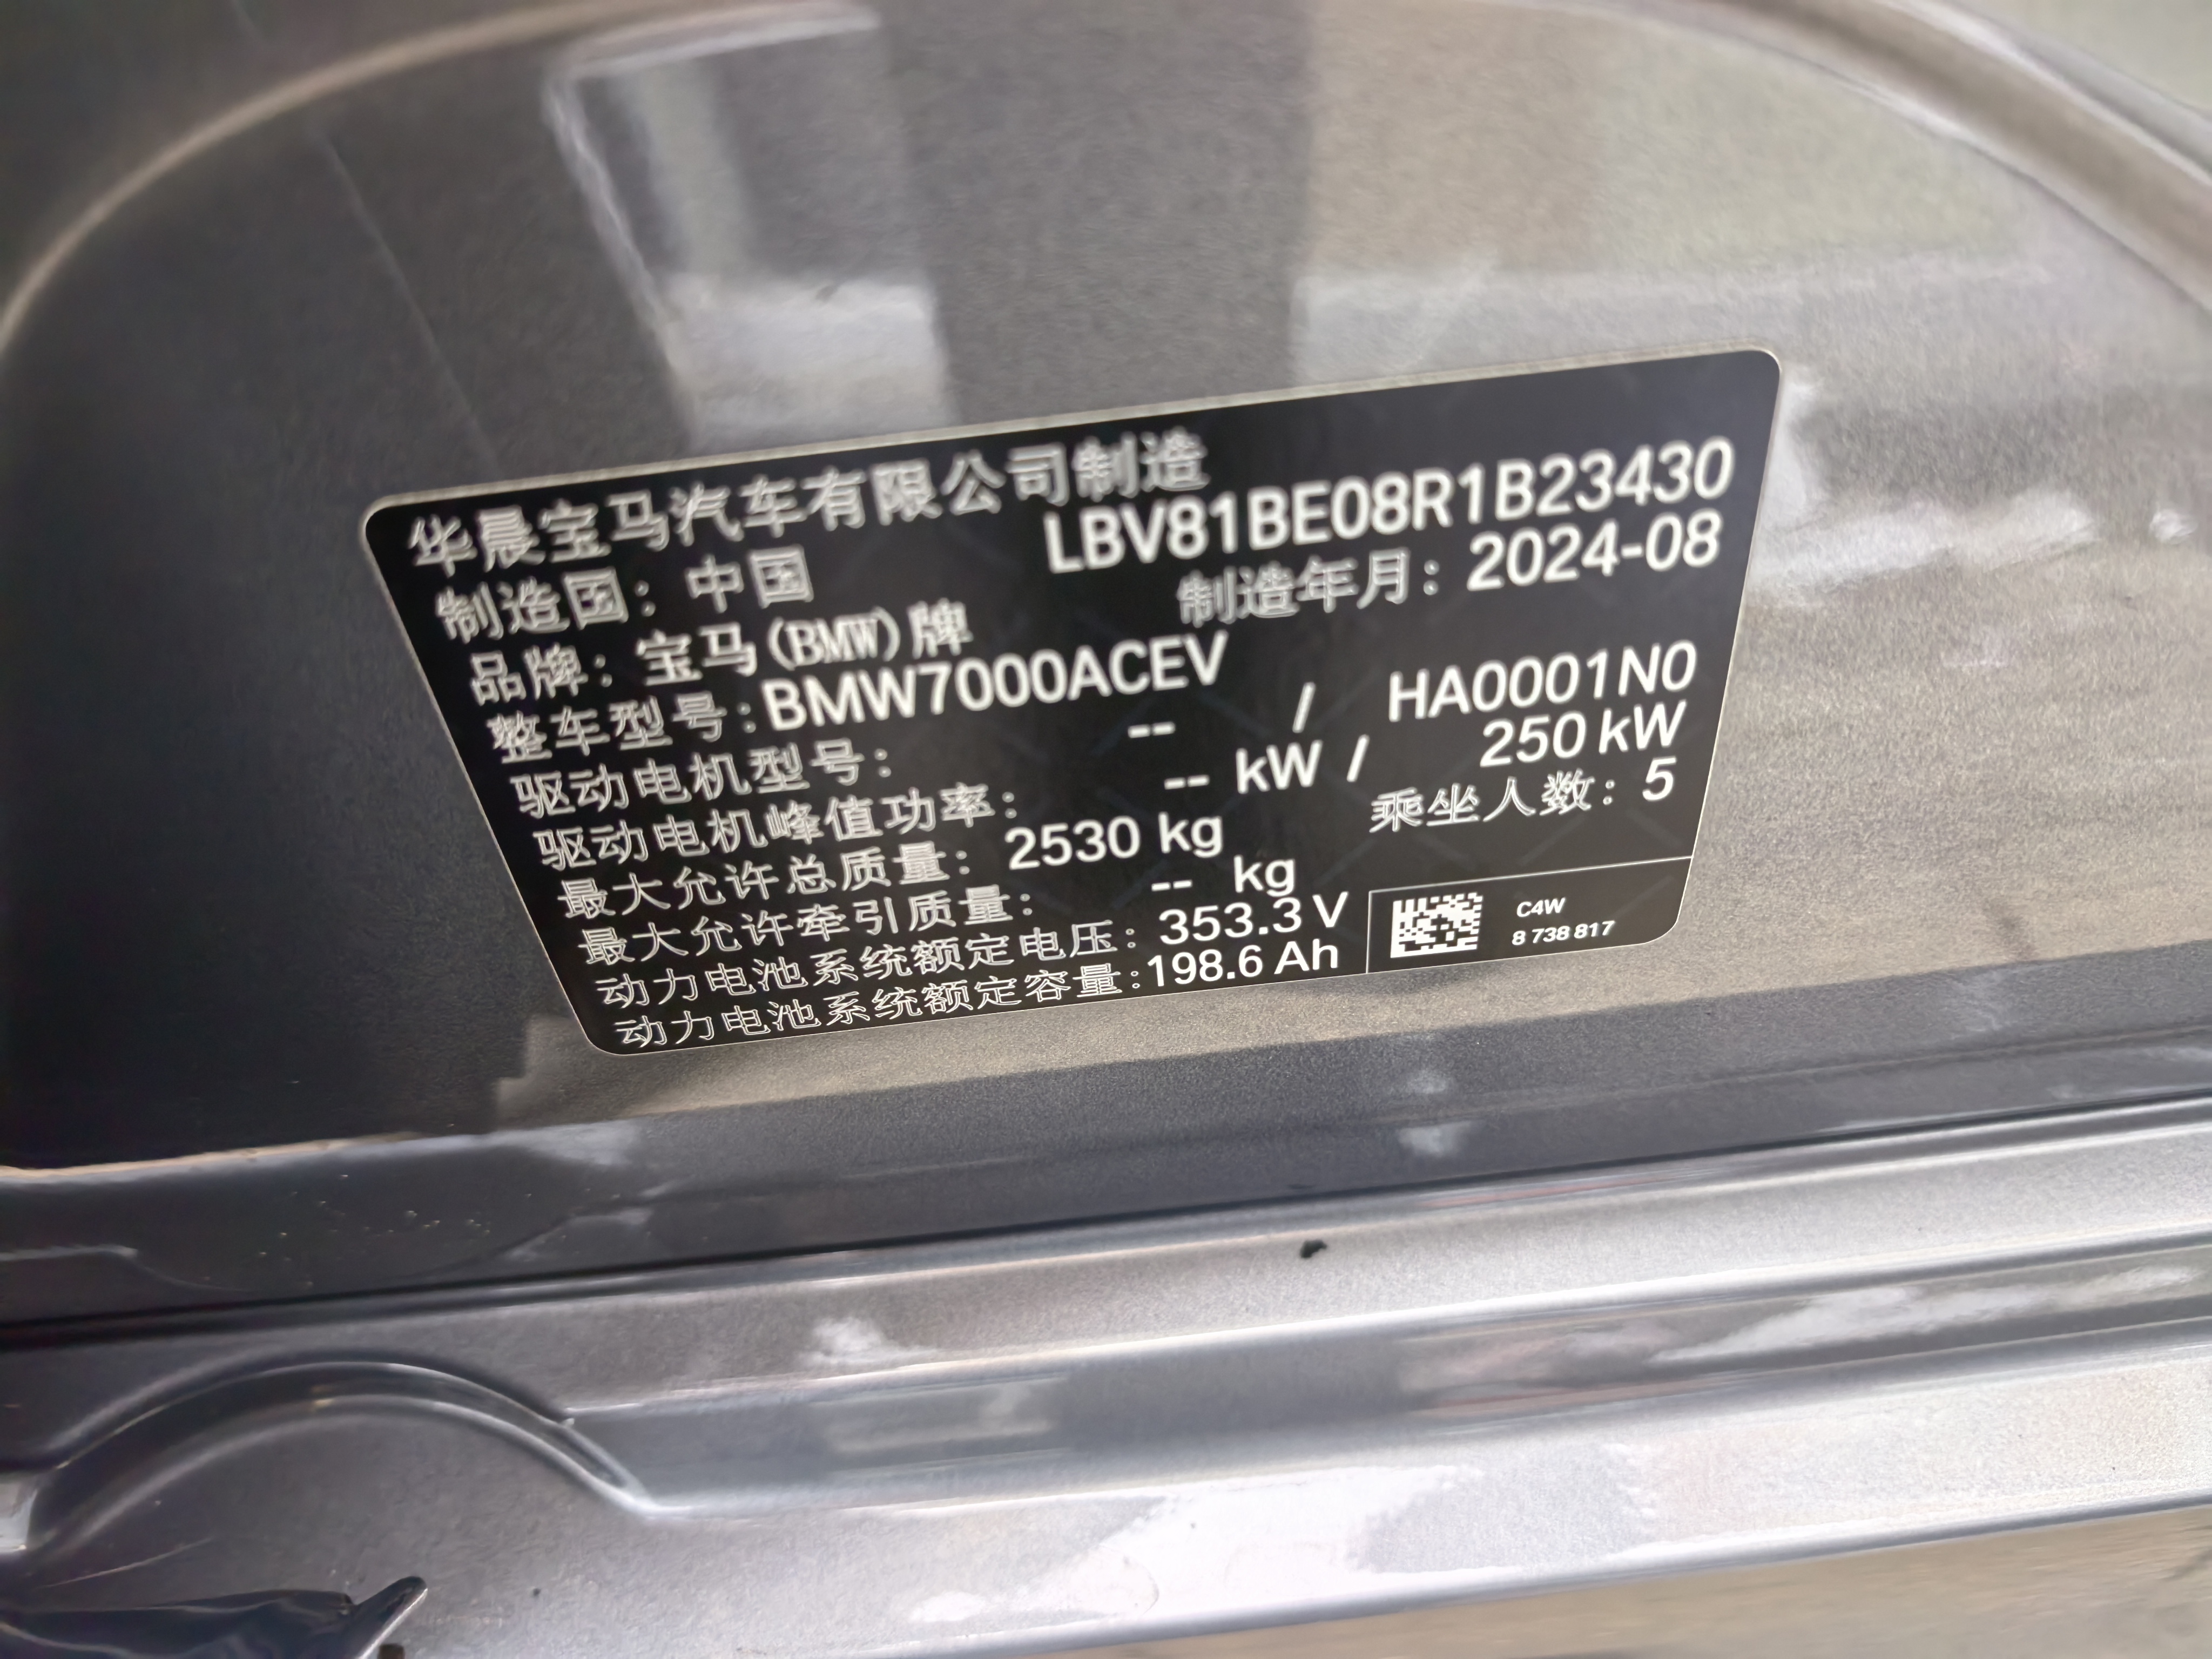 华晨宝马汽车有限公司制造
LBV81BE08R1B23430
制造国：中国
制造年月：2024-08
品牌：宝马(BMW)牌
整车型号:BMW7000ACEV
驱动电机型号： -- / HA0001N0
驱动电机峰值功率： -- kW / 250 kW
最大允许总质量： 2530 kg 乘坐人数：5
最大允许牵引质量： -- kg
动力电池系统额定电压：353.3 V
动力电池系统额定容量:198.6 Ah
C4W
8 738 817